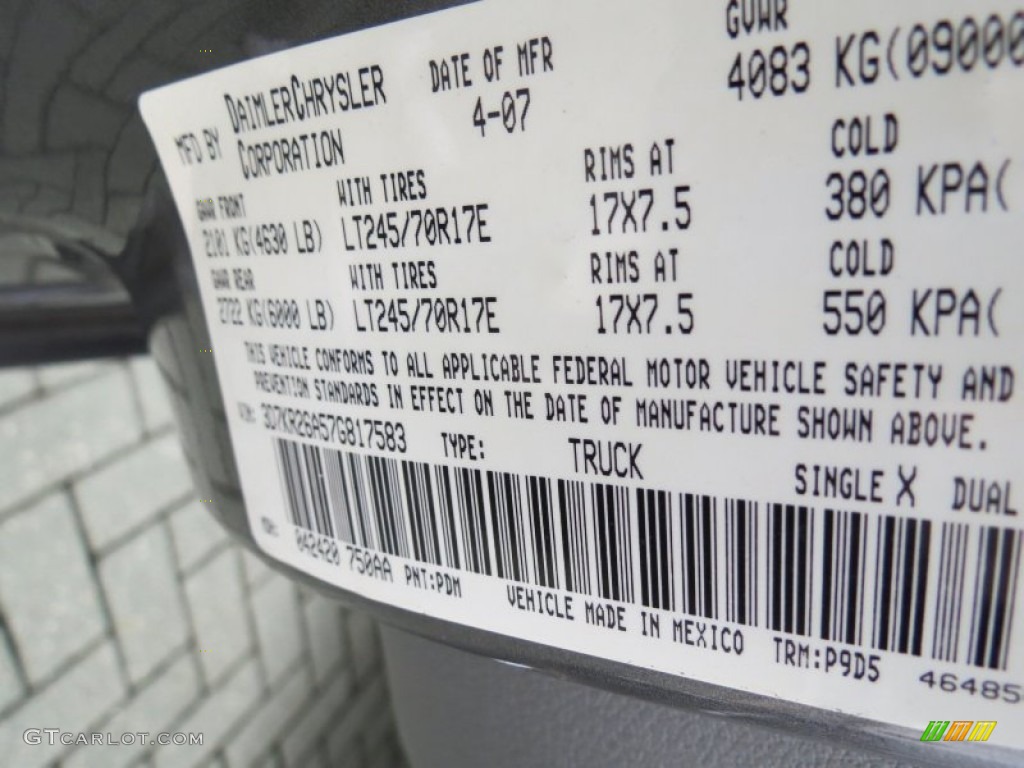 MFD BY DAIMLERCHRYSLER CORPORATION
DATE OF MFR
4-07
GVWR
4083 KG(09000
GAWR FRONT
WITH TIRES
RIMS AT
COLD
2101 KG(4630 LB)
LT245/70R17E
17X7.5
380 KPA(
GAWR REAR
WITH TIRES
RIMS AT
COLD
2722 KG(6000 LB)
LT245/70R17E
17X7.5
550 KPA(
THIS VEHICLE CONFORMS TO ALL APPLICABLE FEDERAL MOTOR VEHICLE SAFETY AND
PREVENTION STANDARDS IN EFFECT ON THE DATE OF MANUFACTURE SHOWN ABOVE.
VIN: 3D7KR26A57G817583
TYPE: TRUCK
SINGLE X DUAL
MDH: 042420 750AA
PNT:PDM
VEHICLE MADE IN MEXICO
TRM:P9D5
46485
GTCARLOT.COM